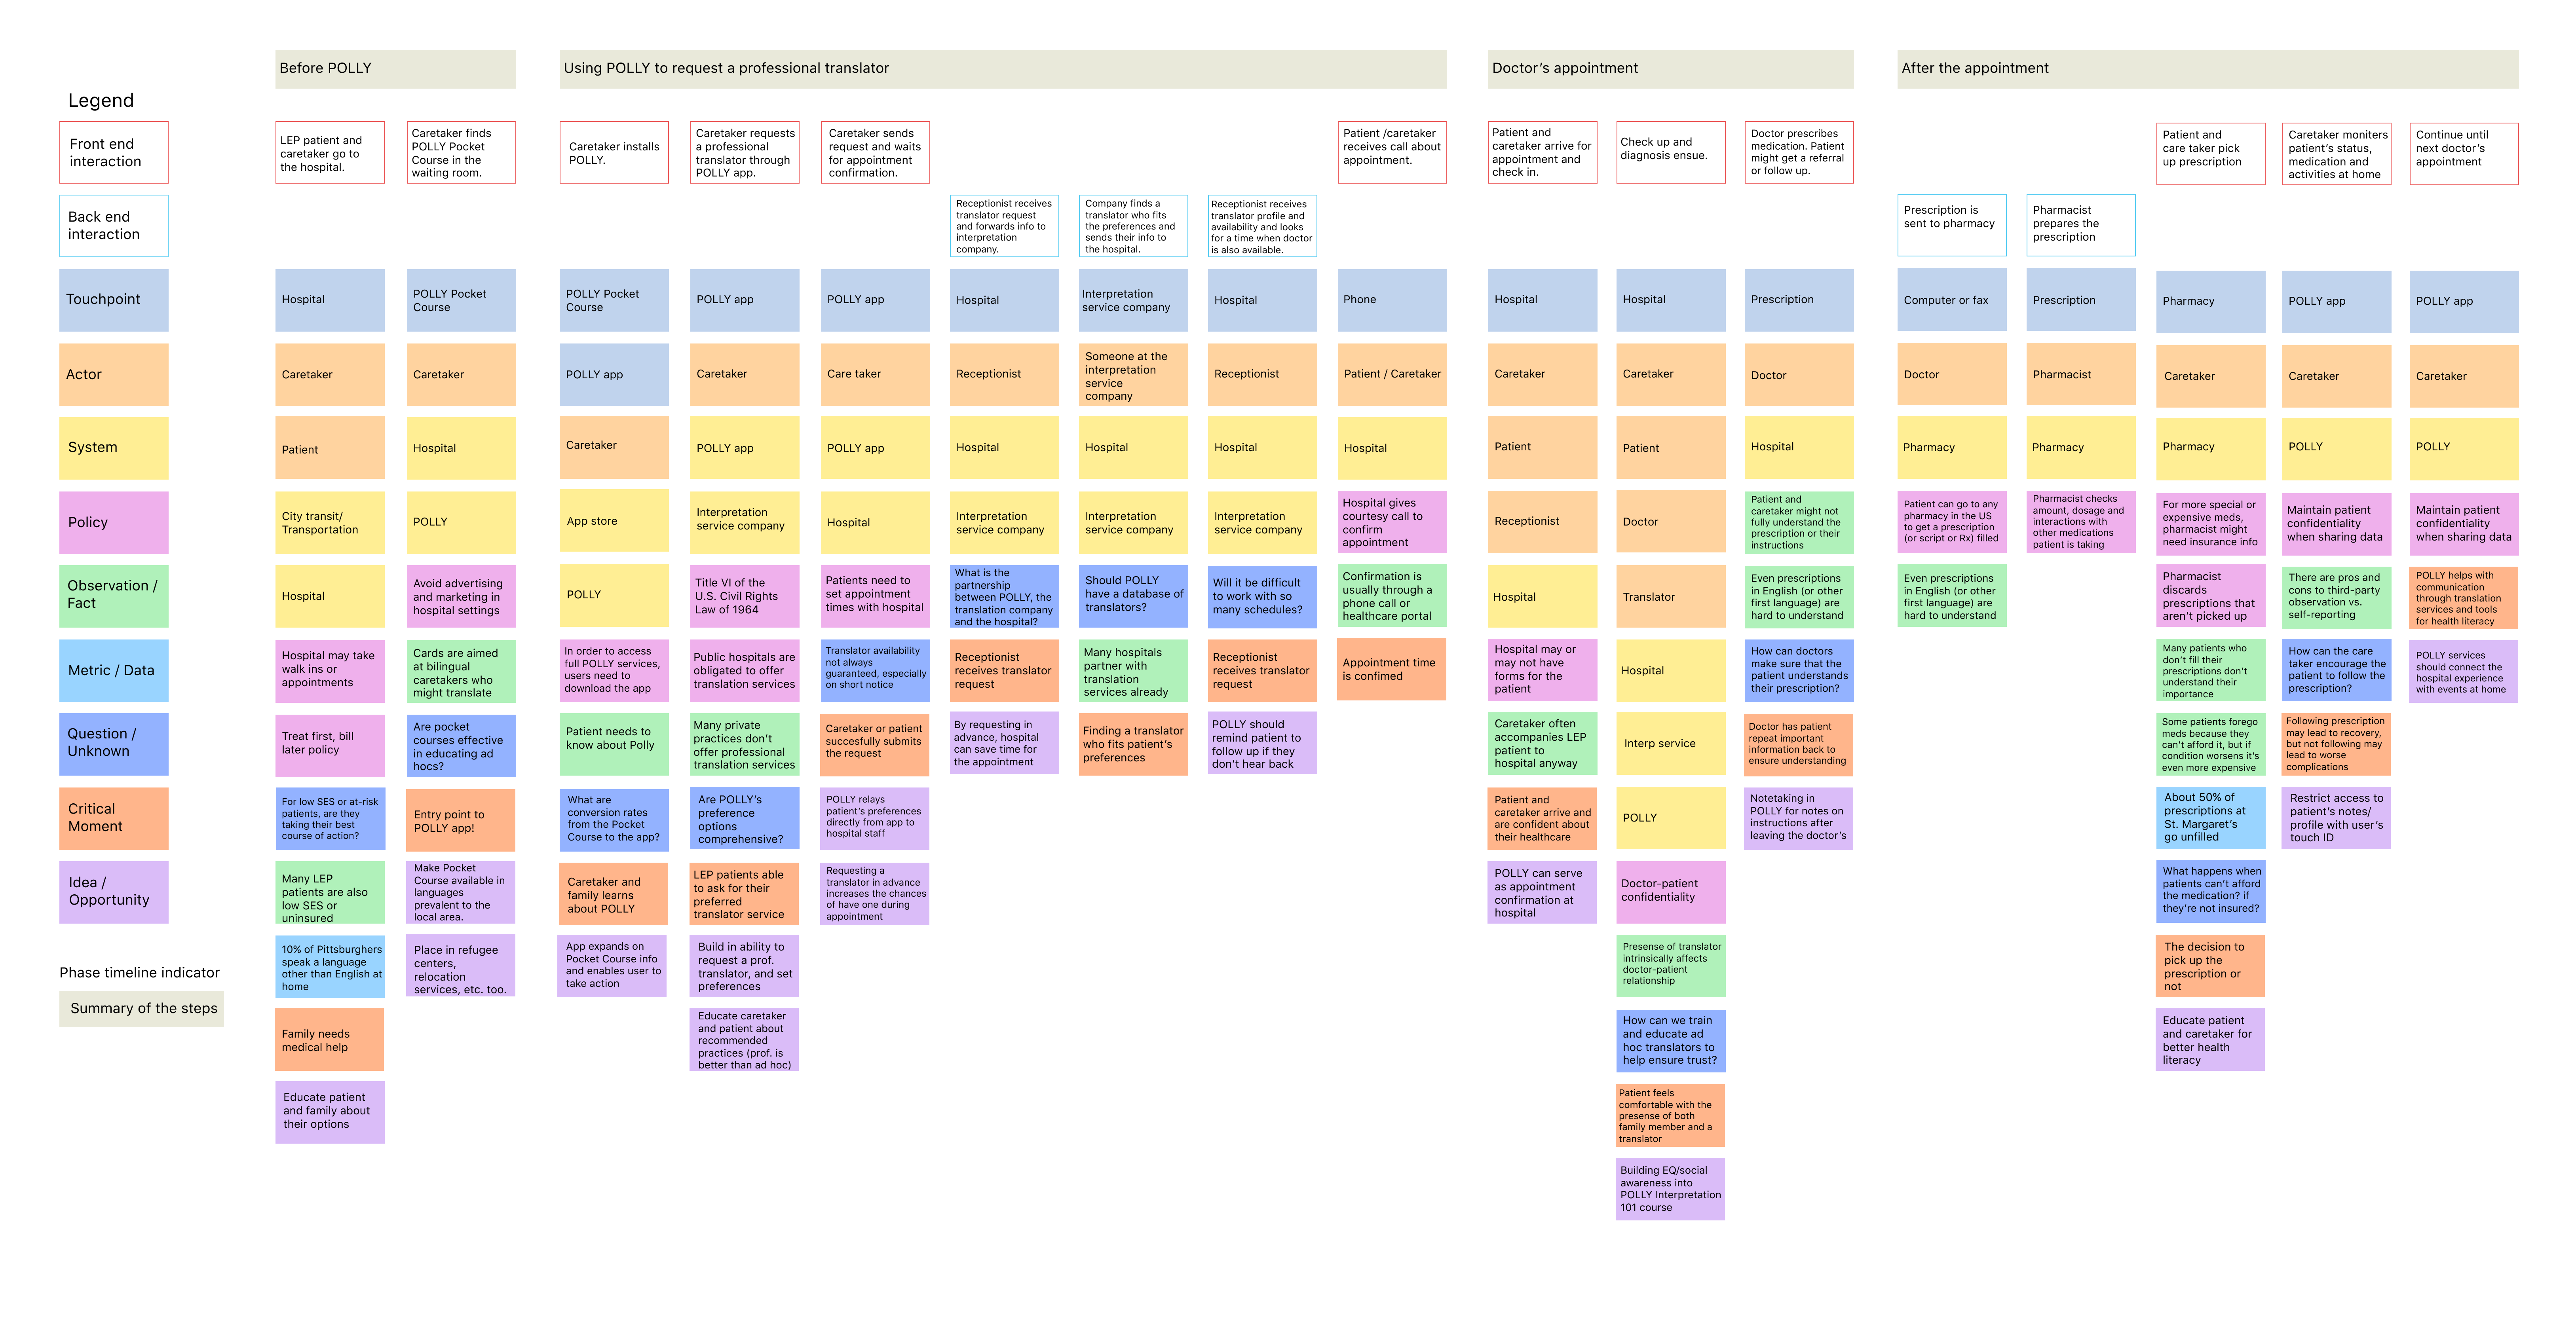 Before POLLY
Using POLLY to request a professional translator
Doctor's appointment
After the appointment
Legend
Front end
interaction
Back end
interaction
Touchpoint
Actor
System
Policy
Observation /
Fact
Metric / Data
Question /
Unknown
Critical
Moment
Idea /
Opportunity
Phase timeline indicator
Summary of the steps
LEP patient and
caretaker go to
the hospital.
Hospital
Caretaker
Patient
City transit/
Transportation
Hospital
Hospital may take
walk ins or
appointments
Treat first, bill
later policy
For low SES or at-risk
patients, are they
taking their best
course of action?
Many LEP
patients are also
low SES or
uninsured
10% of Pittsburghers
speak a language
other than English at
home
Family needs
medical help
Educate patient
and family about
their options
Caretaker finds
POLLY Pocket
Course in the
waiting room.
POLLY Pocket
Course
Caretaker
Hospital
POLLY
Avoid advertising
and marketing in
hospital settings
Cards are aimed
at bilingual
caretakers who
might translate
Are pocket
courses effective
in educating ad
hocs?
Entry point to
POLLY app!
Make Pocket
Course available in
languages
prevalent to the
local area.
Place in refugee
centers,
relocation
services, etc. too.
Caretaker installs
POLLY.
POLLY Pocket
Course
POLLY app
Caretaker
App store
POLLY
In order to access
full POLLY services,
users need to
download the app
Patient needs to
know about Polly
What are
conversion rates
from the Pocket
Course to the app?
Caretaker and
family learns
about POLLY
App expands on
Pocket Course info
and enables user to
take action
Caretaker requests
a professional
translator through
POLLY app.
POLLY app
Caretaker
POLLY app
Interpretation
service company
Title VI of the
U.S. Civil Rights
Law of 1964
Public hospitals are
obligated to offer
translation services
Many private
practices don't
offer professional
translation services
Are POLLY's
preference
options
comprehensive?
LEP patients able
to ask for their
preferred
translator service
Build in ability to
request a prof.
translator, and set
preferences
Educate caretaker
and patient about
recommended
practices (prof. is
better than ad hoc)
Caretaker sends
request and waits
for appointment
confirmation.
POLLY app
Care taker
POLLY app
Hospital
Patients need to
set appointment
times with hospital
Translator availability
not always
guaranteed, especially
on short notice
Caretaker or patient
succesfully submits
the request
POLLY relays
patient's preferences
directly from app to
hospital staff
Requesting a
translator in advance
increases the chances
of have one during
appointment
Receptionist receives
translator request
and forwards info to
interpretation
company.
Hospital
Receptionist
Hospital
Interpretation
service company
What is the
partnership
between POLLY, the
translation company
and the hospital?
Receptionist
receives translator
request
By requesting in
advance, hospital
can save time for
the appointment
Company finds a
translator who fits
the preferences and
sends their info to
the hospital.
Interpretation
service company
Someone at the
interpretation
service
company
Hospital
Interpretation
service company
Should POLLY
have a database of
translators?
Many hospitals
partner with
translation
services already
Finding a translator
who fits patient's
preferences
Receptionist receives
translator profile and
availability and looks
for a time when doctor
is also available.
Hospital
Receptionist
Hospital
Interpretation
service company
Will it be difficult
to work with so
many schedules?
Receptionist
receives translator
request
POLLY should
remind patient to
follow up if they
don't hear back
Patient /caretaker
receives call about
appointment.
Phone
Patient / Caretaker
Hospital
Hospital gives
courtesy call to
confirm
appointment
Confirmation is
usually through a
phone call or
healthcare portal
Appointment time
is confimed
Patient and
caretaker arrive for
appointment and
check in.
Hospital
Caretaker
Patient
Receptionist
Hospital
Hospital may or
may not have
forms for the
patient
Caretaker often
accompanies LEP
patient to
hospital anyway
Patient and
caretaker arrive and
are confident about
their healthcare
POLLY can serve
as appointment
confirmation at
hospital
Check up and
diagnosis ensue.
Hospital
Caretaker
Patient
Doctor
Translator
Hospital
Interp service
POLLY
Doctor-patient
confidentiality
Presense of translator
intrinsically affects
doctor-patient
relationship
How can we train
and educate ad
hoc translators to
help ensure trust?
Patient feels
comfortable with the
presense of both
family member and a
translator
Building EQ/social
awareness into
POLLY Interpretation
101 course
Doctor prescribes
medication. Patient
might get a referral
or follow up.
Prescription
Doctor
Hospital
Patient and
caretaker might not
fully understand the
prescription or their
instructions
Even prescriptions
in English (or other
first language) are
hard to understand
How can doctors
make sure that the
patient understands
their prescription?
Doctor has patient
repeat important
information back to
ensure understanding
Notetaking in
POLLY for notes on
instructions after
leaving the doctor's
Prescription is
sent to pharmacy
Computer or fax
Doctor
Pharmacy
Patient can go to any
pharmacy in the US
to get a prescription
(or script or Rx) filled
Even prescriptions
in English (or other
first language) are
hard to understand
Pharmacist
prepares the
prescription
Prescription
Pharmacist
Pharmacy
Pharmacist checks
amount, dosage and
interactions with
other medications
patient is taking
Patient and
care taker pick
up prescription
Pharmacy
Caretaker
Pharmacy
For more special or
expensive meds,
pharmacist might
need insurance info
Pharmacist
discards
prescriptions that
aren't picked up
Many patients who
don't fill their
prescriptions don't
understand their
importance
Some patients forego
meds because they
can't afford it, but if
condition worsens it's
even more expensive
About 50% of
prescriptions at
St. Margaret's
go unfilled
What happens when
patients can't afford
the medication? if
they're not insured?
The decision to
pick up the
prescription or
not
Educate patient
and caretaker for
better health
literacy
Caretaker moniters
patient's status,
medication and
activities at home
POLLY app
Caretaker
POLLY
Maintain patient
confidentiality
when sharing data
There are pros and
cons to third-party
observation vs.
self-reporting
How can the care
taker encourage the
patient to follow the
prescription?
Following prescription
may lead to recovery,
but not following may
lead to worse
complications
Restrict access to
patient's notes/
profile with user's
touch ID
Continue until
next doctor's
appointment
POLLY app
Caretaker
POLLY
Maintain patient
confidentiality
when sharing data
POLLY helps with
communication
through translation
services and tools
for health literacy
POLLY services
should connect the
hospital experience
with events at home